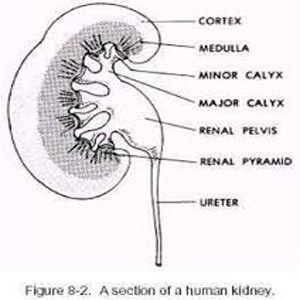 CORTEX
MEDULLA
MINOR CALYX
MAJOR CALYX
RENAL PELVIS
RENAL PYRAMID
URETER
Figure 8-2. A section of a human kidney.